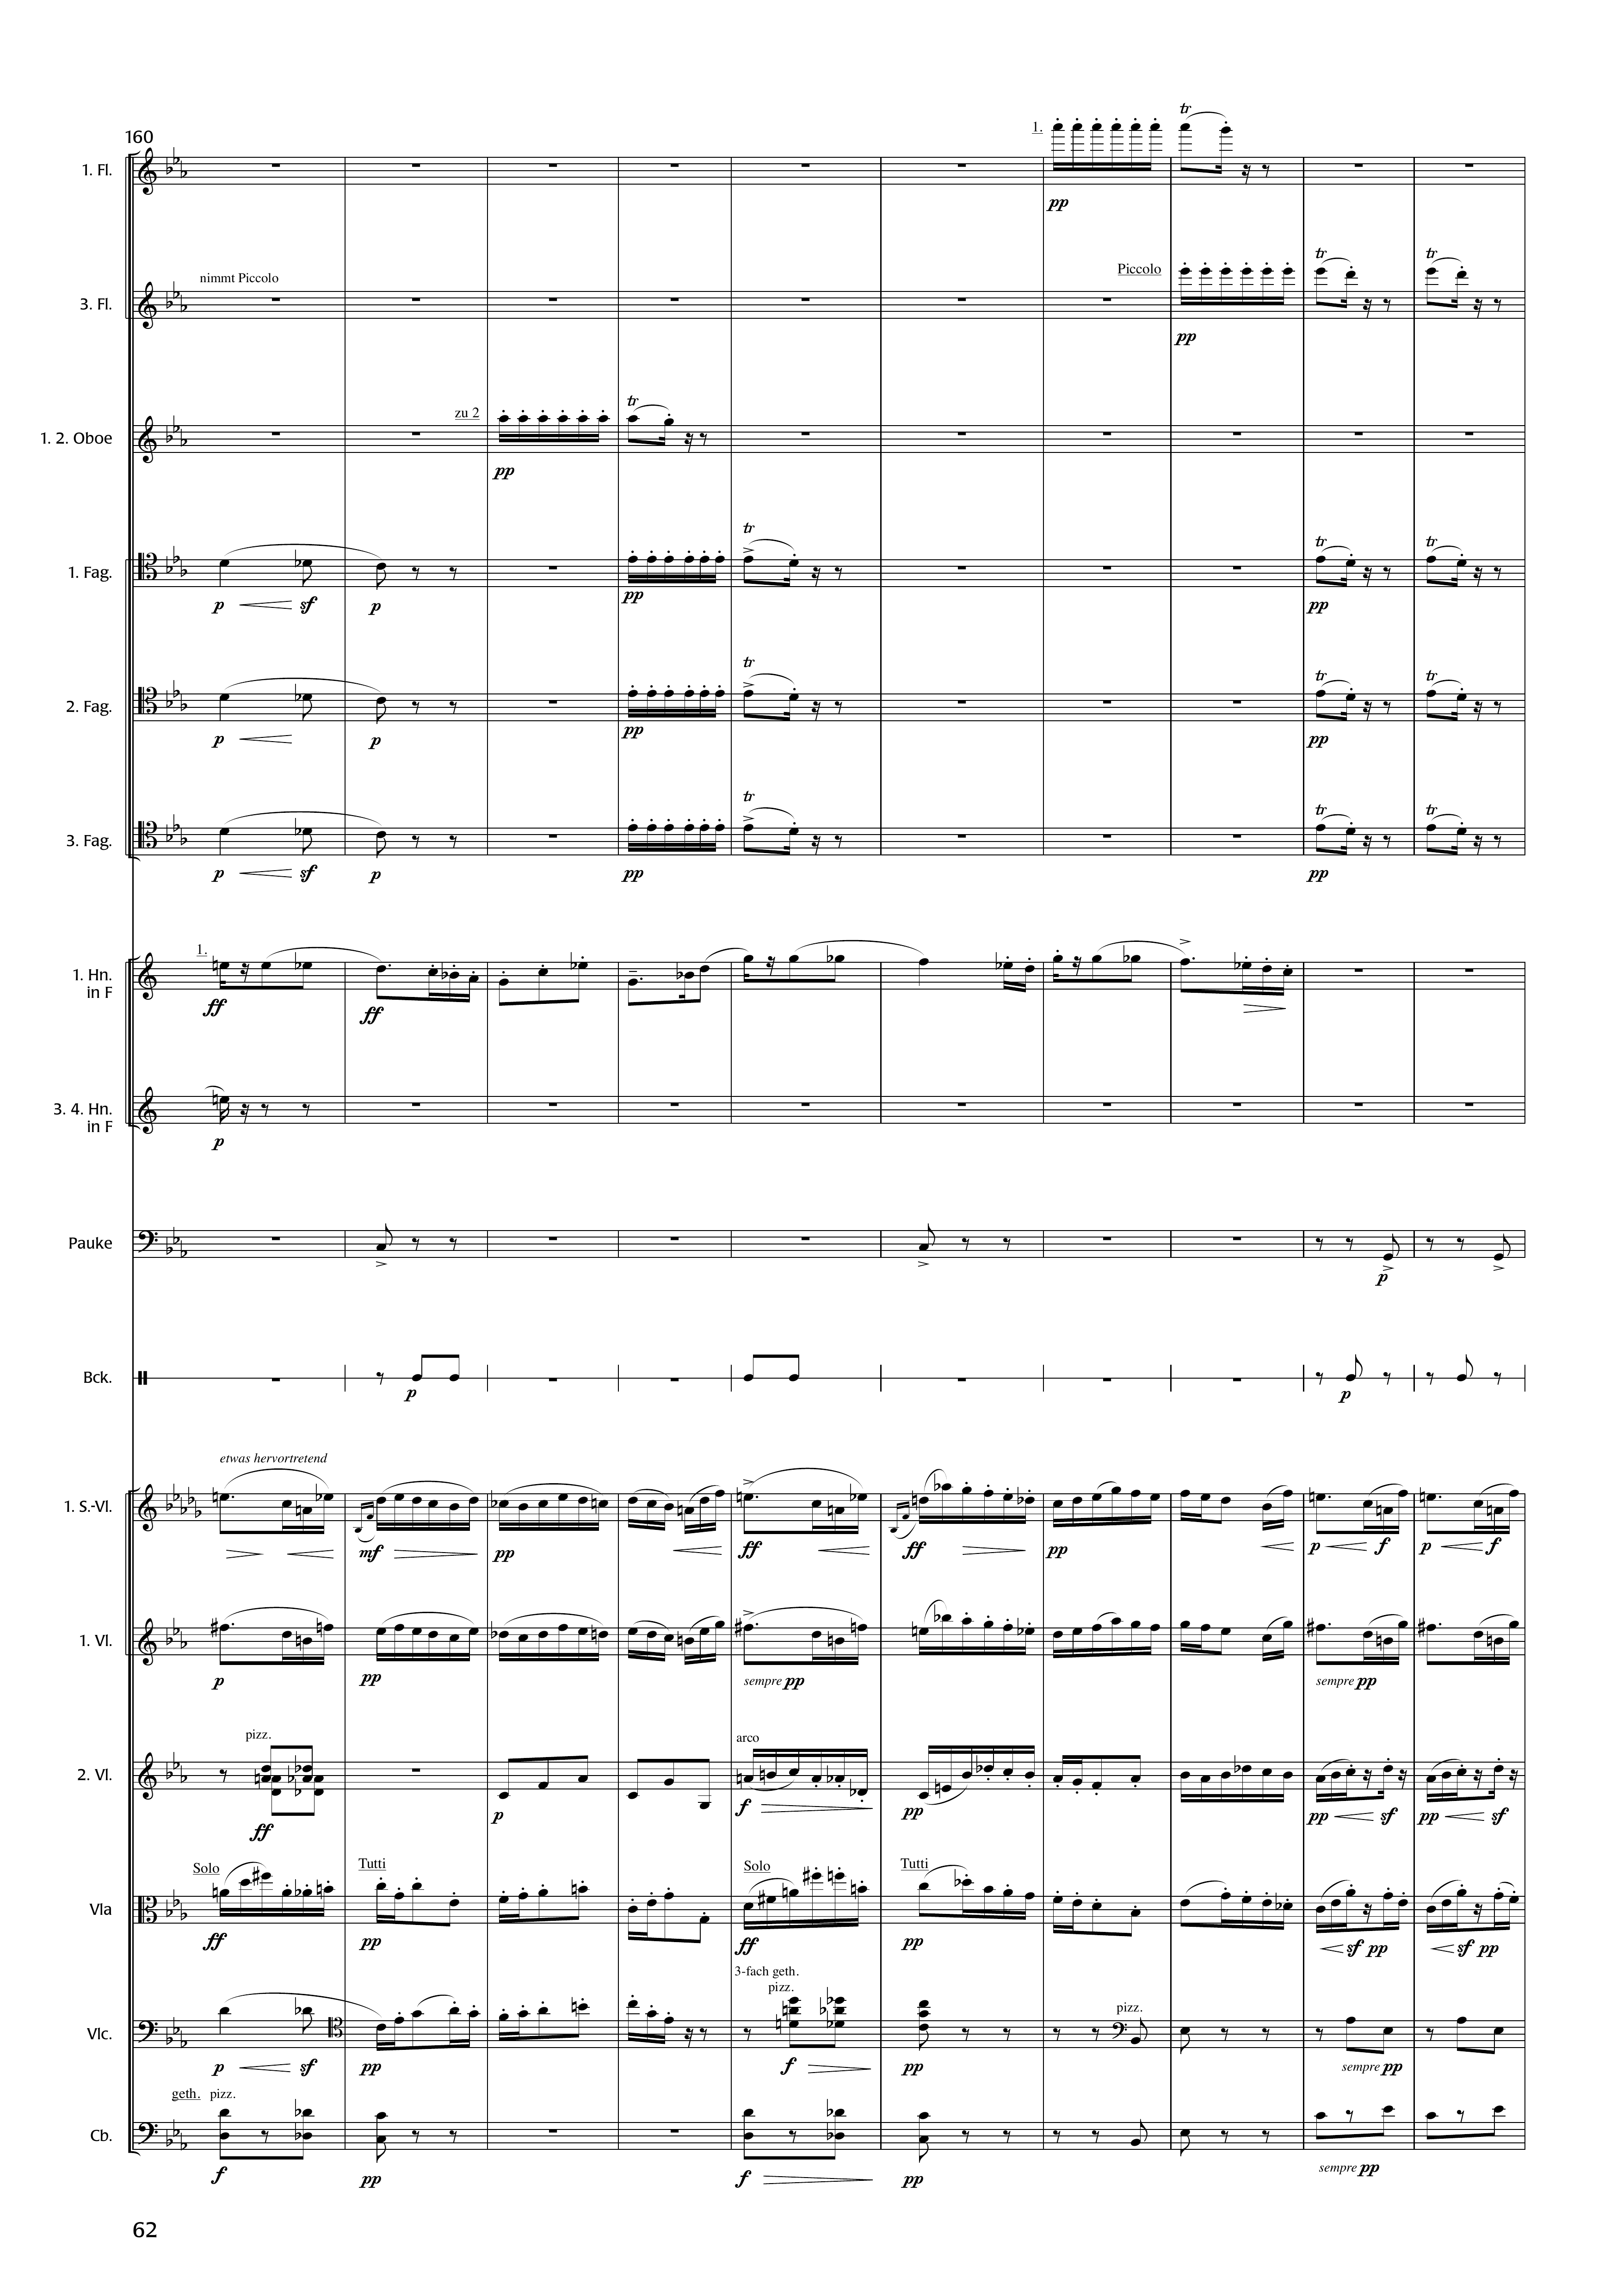 160
1. Fl.
1.
tr
pp
nimmt Piccolo
Piccolo
tr tr
3. Fl.
pp
zu 2
tr
1. 2. Oboe
pp
tr tr tr
1. Fag.
p sf p pp pp
tr tr tr
2. Fag.
p p pp pp
tr tr tr
3. Fag.
p sf p pp pp
1.
1. Hn.
in F
ff ff
3. 4. Hn.
in F
p
Pauke
p
Bck.
p p
etwas hervortretend
1. S.-Vl.
mf pp ff ff pp p f p f
1. Vl.
p pp sempre pp sempre pp
pizz. arco
2. Vl.
ff p f pp pp sf pp sf
Solo Tutti Solo Tutti
Vla
ff pp ff pp sf pp sf pp
3-fach geth.
pizz. pizz.
Vlc.
p sf pp f pp sempre pp
geth. pizz.
Cb.
f pp f pp sempre pp
62